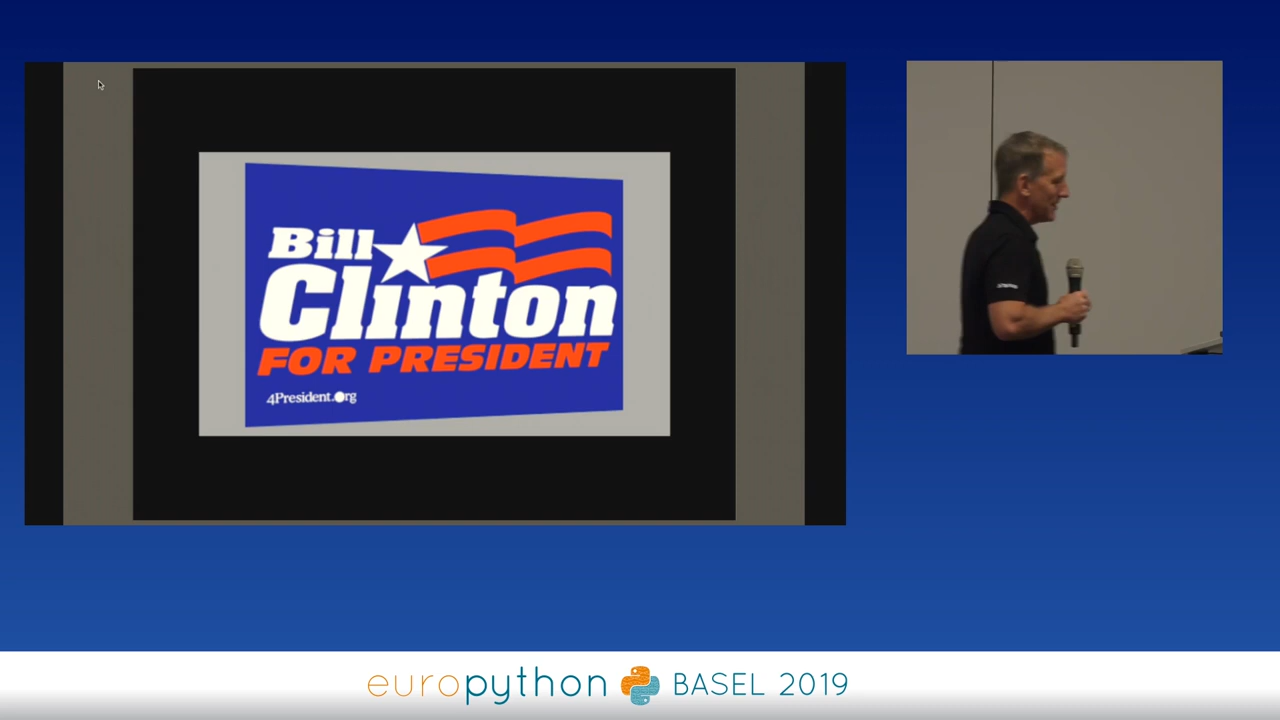 Bill
Clinton
FOR PRESIDENT
4President.org
europython BASEL 2019